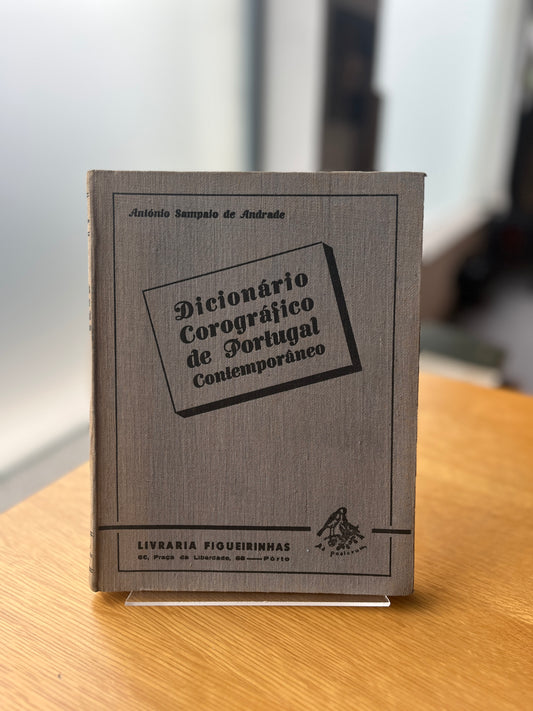 António Sampaio de Andrade
Dicionário
Corográfico
de Portugal
Contemporâneo
LIVRARIA FIGUEIRINHAS
66, Praça da Liberdade, 68 — Pôrto